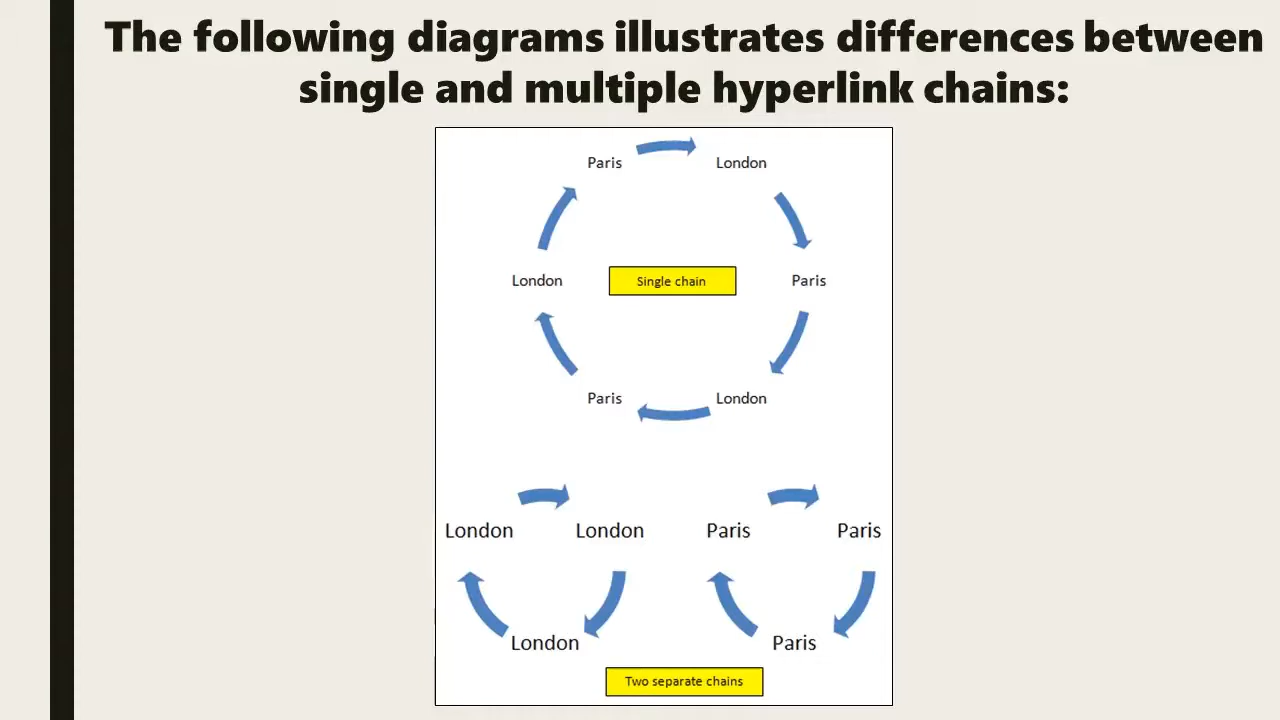 The following diagrams illustrates differences between
single and multiple hyperlink chains:
Paris London
London Single chain Paris
Paris London
London London Paris Paris
London Paris
Two separate chains